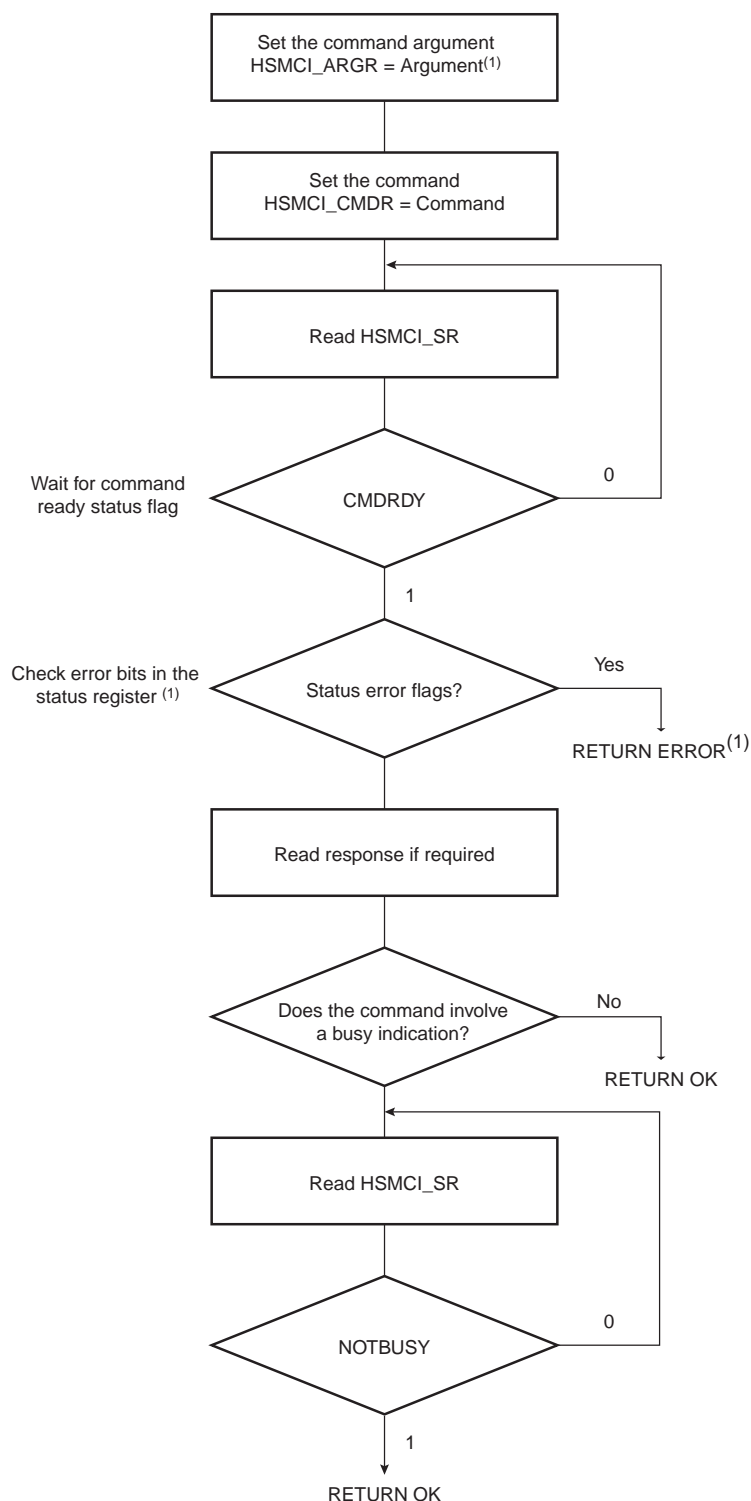 Set the command argument
HSMCI_ARGR = Argument(1)
Set the command
HSMCI_CMDR = Command
Read HSMCI_SR
Wait for command
ready status flag
CMDRDY
0
1
Check error bits in the
status register (1)
Status error flags?
Yes
RETURN ERROR(1)
Read response if required
Does the command involve
a busy indication?
No
RETURN OK
Read HSMCI_SR
NOTBUSY
0
1
RETURN OK